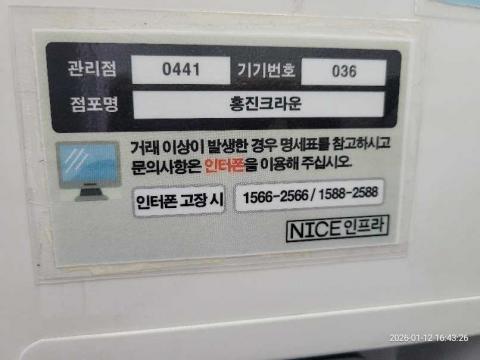 관리점 0441 기기번호 036
점포명 홍진크라운
거래 이상이 발생한 경우 명세표를 참고하시고
문의사항은 인터폰을 이용해 주십시오.
인터폰 고장 시 1566-2566 / 1588-2588
NICE인프라
2026-01-12 16:43:26